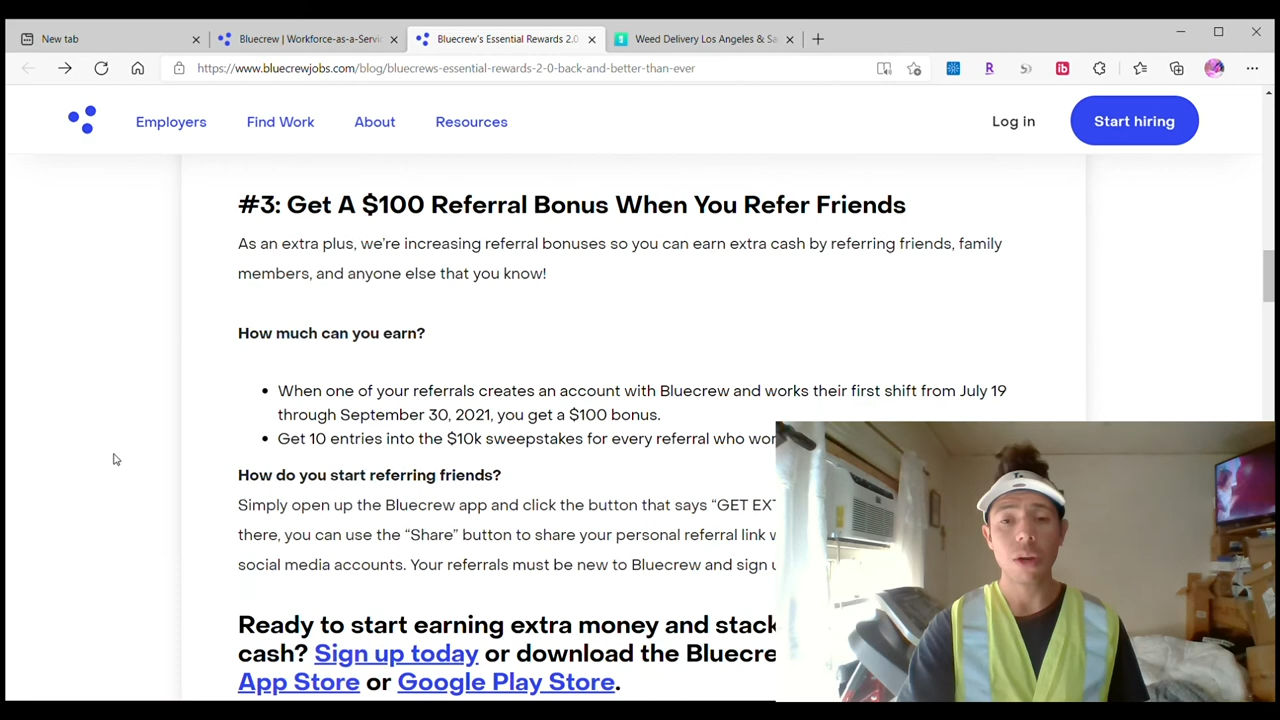 New tab
Bluecrew | Workforce-as-a-Servic
Bluecrew's Essential Rewards 2.0
Weed Delivery Los Angeles & Sa
https://www.bluecrewjobs.com/blog/bluecrews-essential-rewards-2-0-back-and-better-than-ever
Employers
Find Work
About
Resources
Log in
Start hiring
#3: Get A $100 Referral Bonus When You Refer Friends
As an extra plus, we're increasing referral bonuses so you can earn extra cash by referring friends, family
members, and anyone else that you know!
How much can you earn?
When one of your referrals creates an account with Bluecrew and works their first shift from July 19
through September 30, 2021, you get a $100 bonus.
Get 10 entries into the $10k sweepstakes for every referral who wor
How do you start referring friends?
Simply open up the Bluecrew app and click the button that says “GET EXT
there, you can use the “Share” button to share your personal referral link w
social media accounts. Your referrals must be new to Bluecrew and sign u
Ready to start earning extra money and stack
cash? Sign up today or download the Bluecre
App Store or Google Play Store.